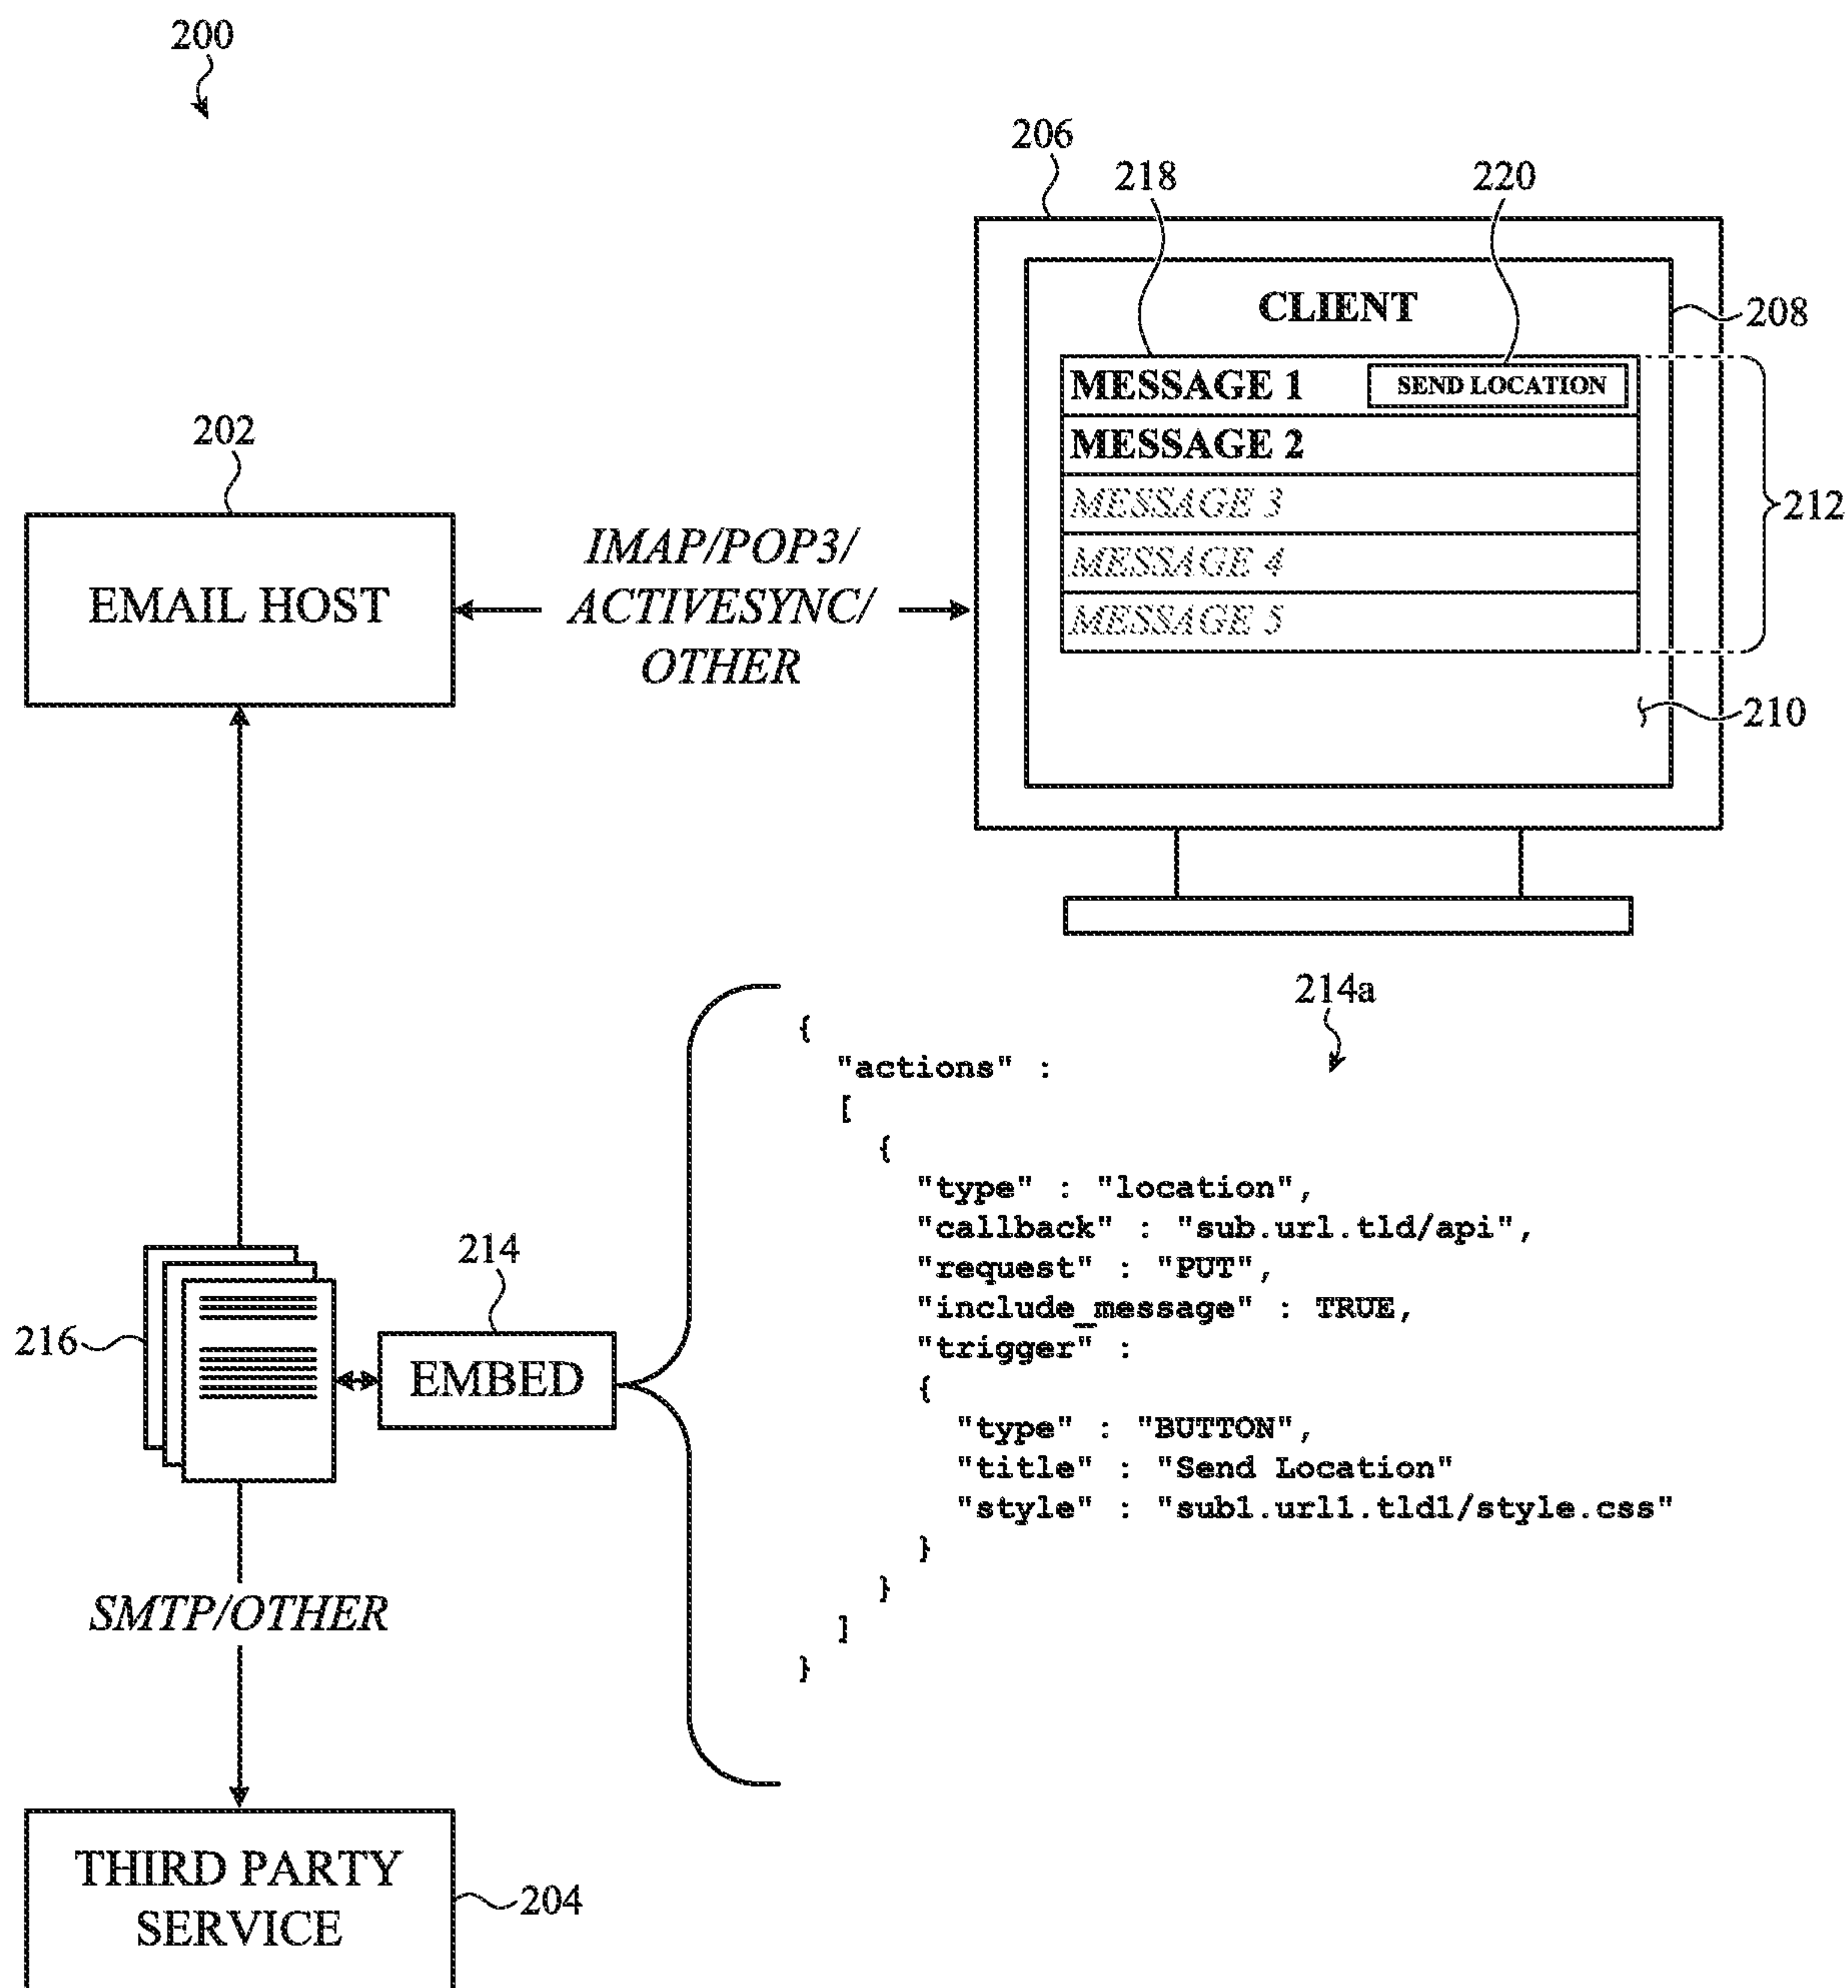 200
206
218
220
CLIENT
208
MESSAGE 1
SEND LOCATION
MESSAGE 2
MESSAGE 3
MESSAGE 4
MESSAGE 5
212
210
202
EMAIL HOST
IMAP/POP3/
ACTIVESYNC/
OTHER
214a
{
"actions" :
[
{
"type" : "location",
"callback" : "sub.url.tld/api",
"request" : "PUT",
"include_message" : TRUE,
"trigger" :
{
"type" : "BUTTON",
"title" : "Send Location"
"style" : "sub1.url1.tld1/style.css"
}
}
]
}
214
EMBED
216
SMTP/OTHER
THIRD PARTY
SERVICE
204